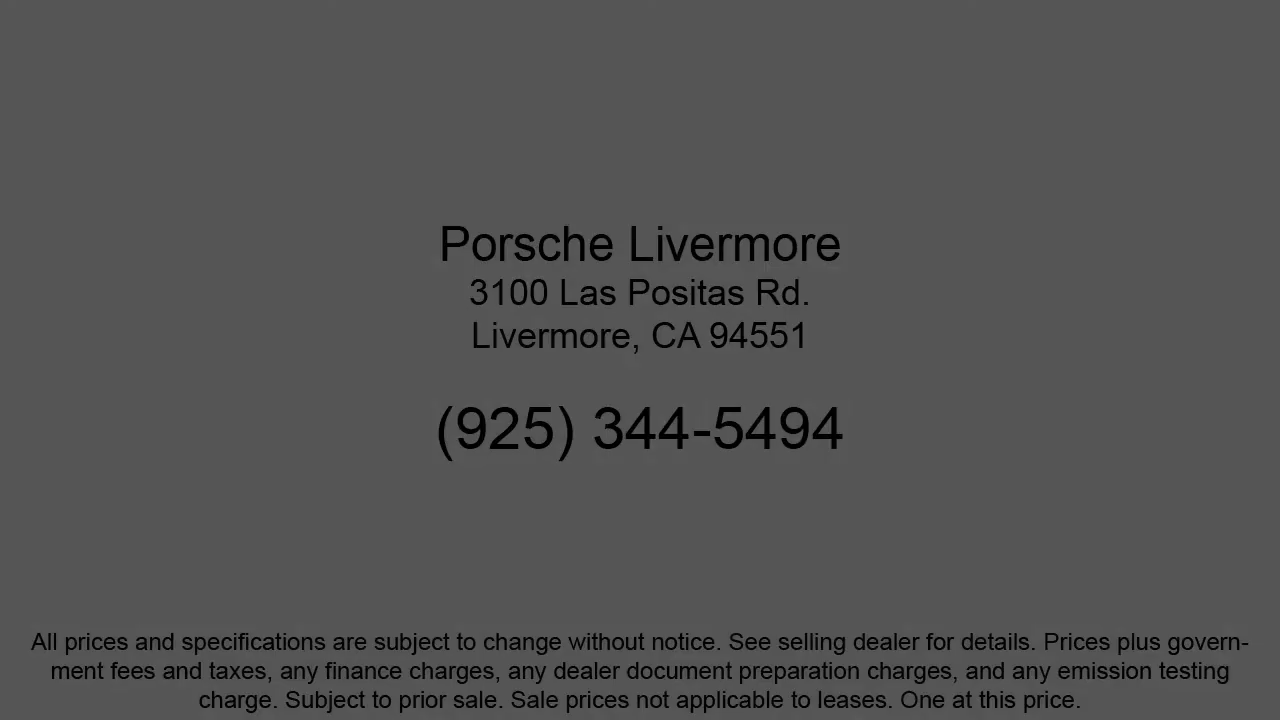 Porsche Livermore
3100 Las Positas Rd.
Livermore, CA 94551
(925) 344-5494
All prices and specifications are subject to change without notice. See selling dealer for details. Prices plus govern-
ment fees and taxes, any finance charges, any dealer document preparation charges, and any emission testing
charge. Subject to prior sale. Sale prices not applicable to leases. One at this price.